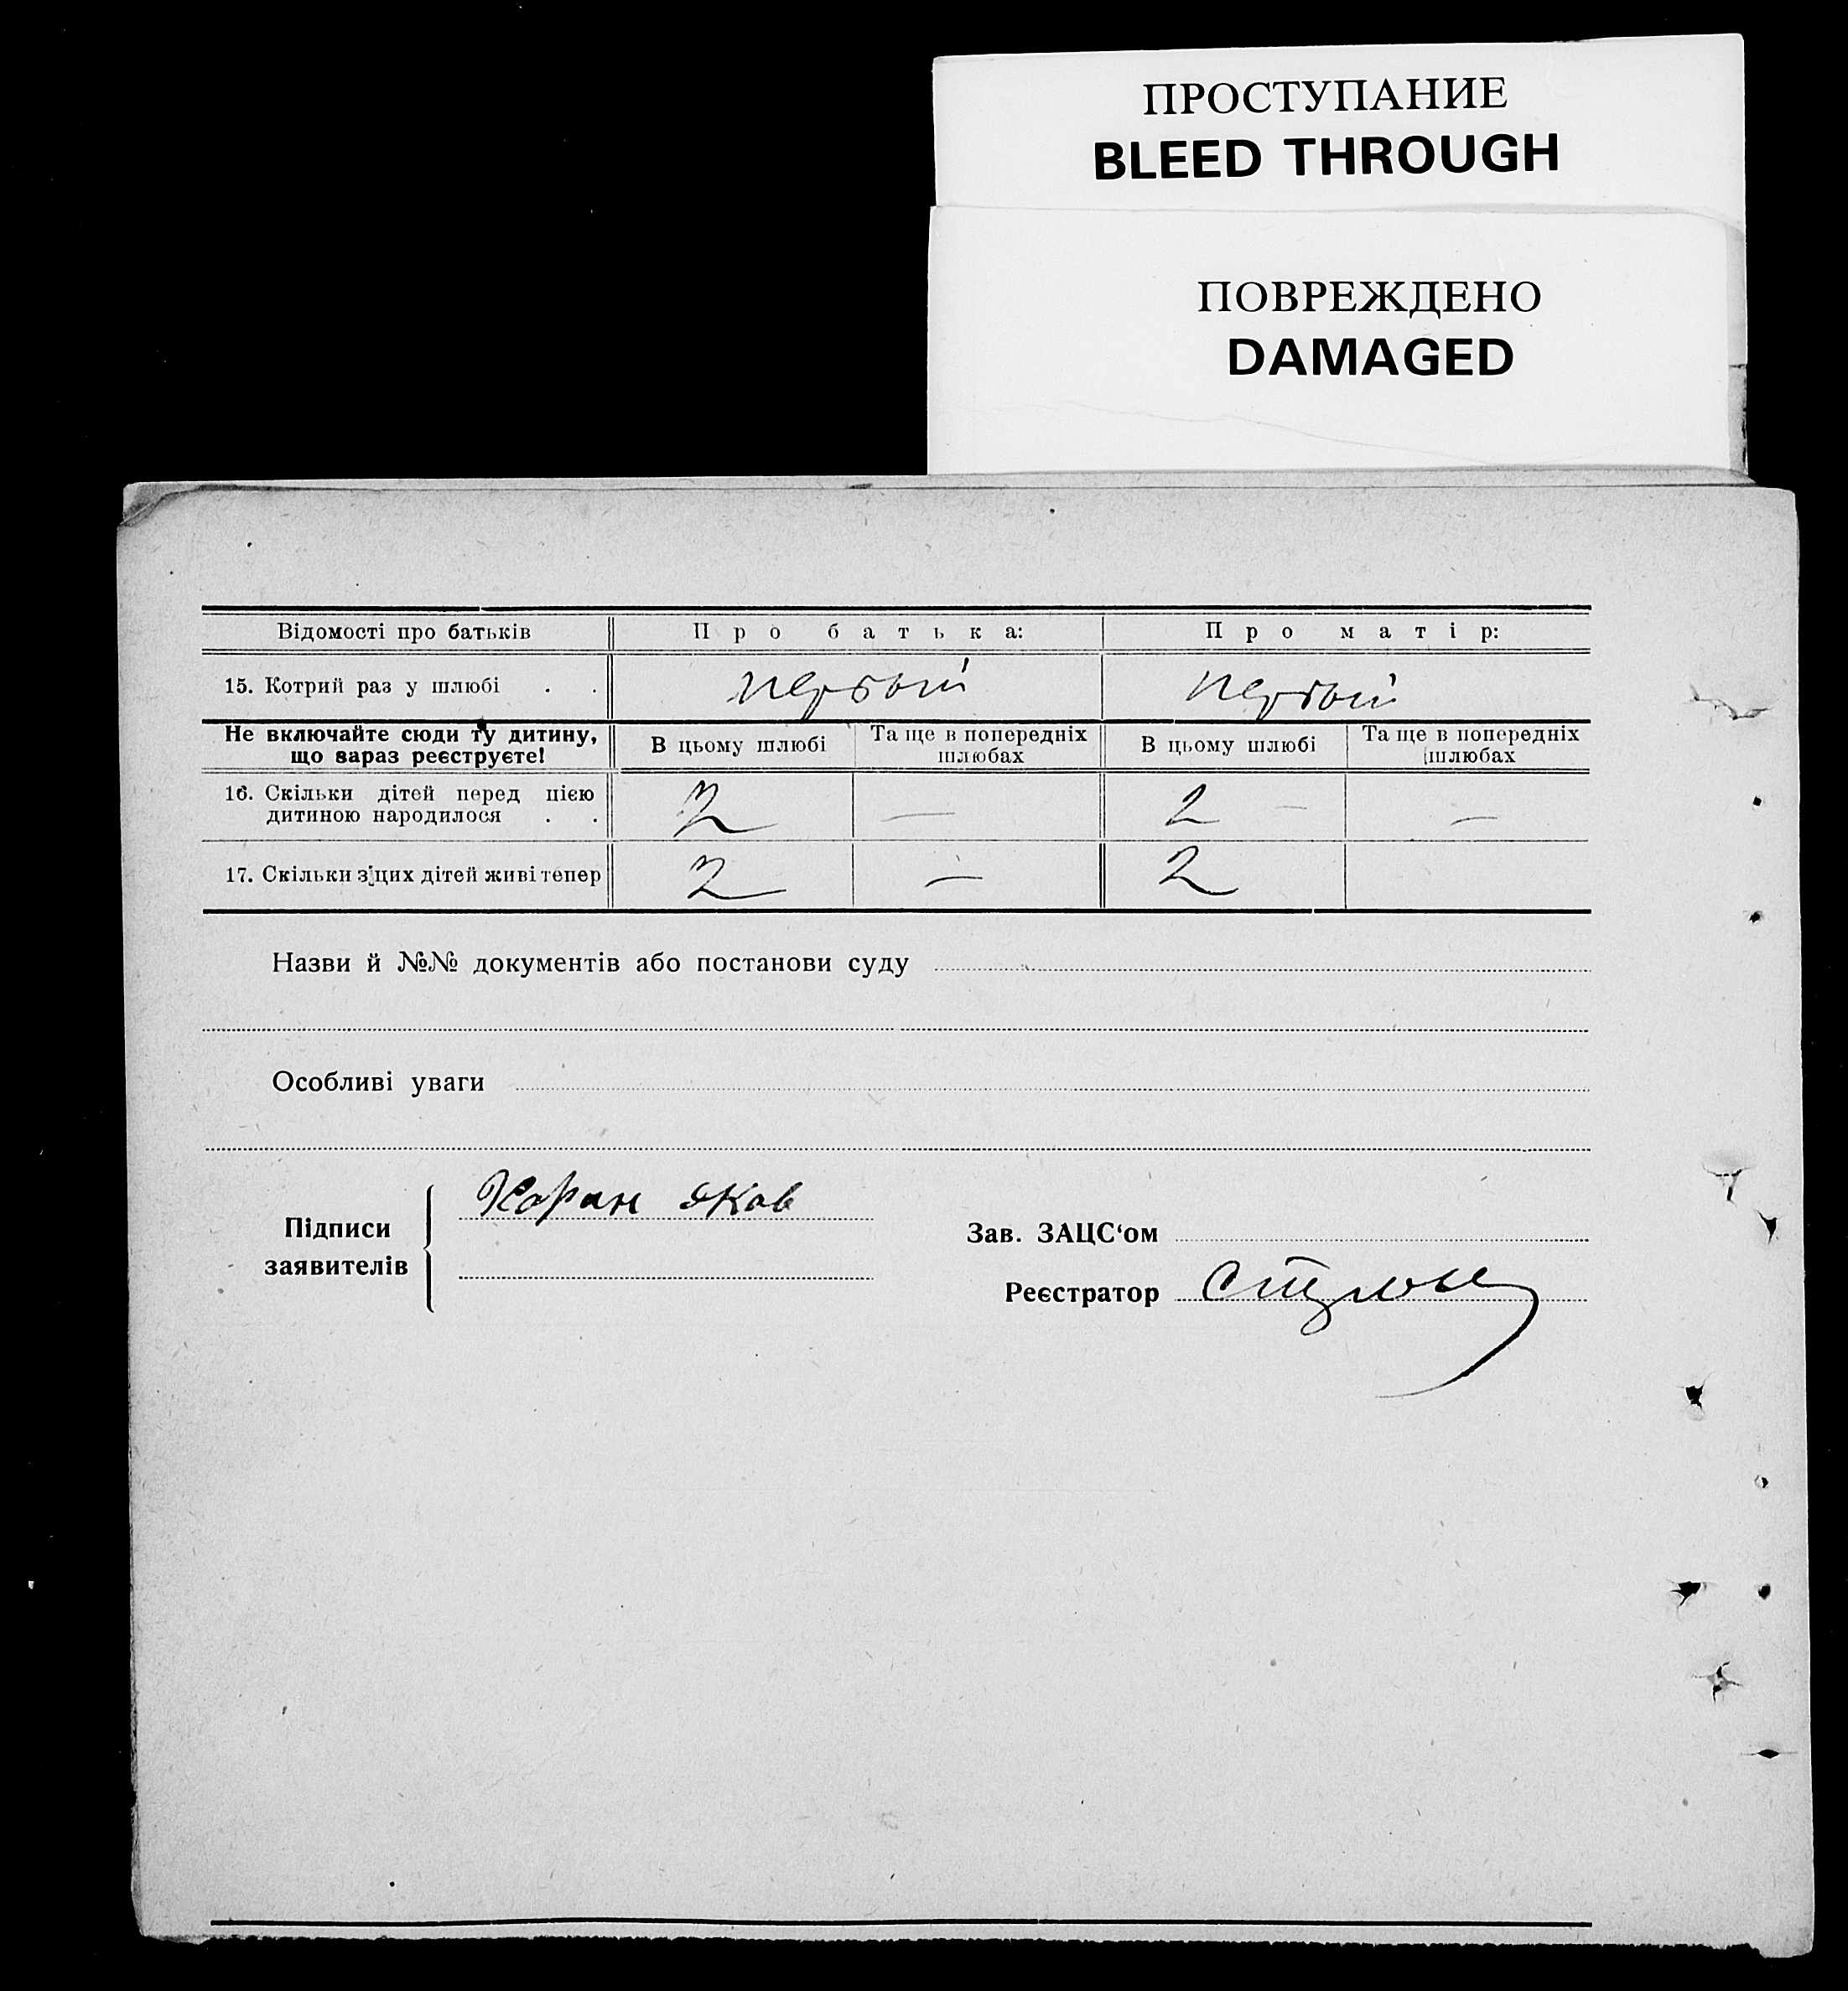 ПРОСТУПАНИЕ
BLEED THROUGH
ПОВРЕЖДЕНО
DAMAGED
Відомості про батьків Про батька: Про матір:
15. Котрий раз у шлюбі . . первый первый
Не включайте сюди ту дитину, що зараз реєструєте! В цьому шлюбі Та ще в попередніх шлюбах В цьому шлюбі Та ще в попередніх шлюбах
16. Скільки дітей перед цією дитиною народилося . . 2 — 2 — —
17. Скільки з цих дітей живі тепер 2 — 2
Назви й №№ документів або постанови суду
Особливі уваги
Підписи заявителів
Яков
Зав. ЗАЦС‘ом
Реєстратор